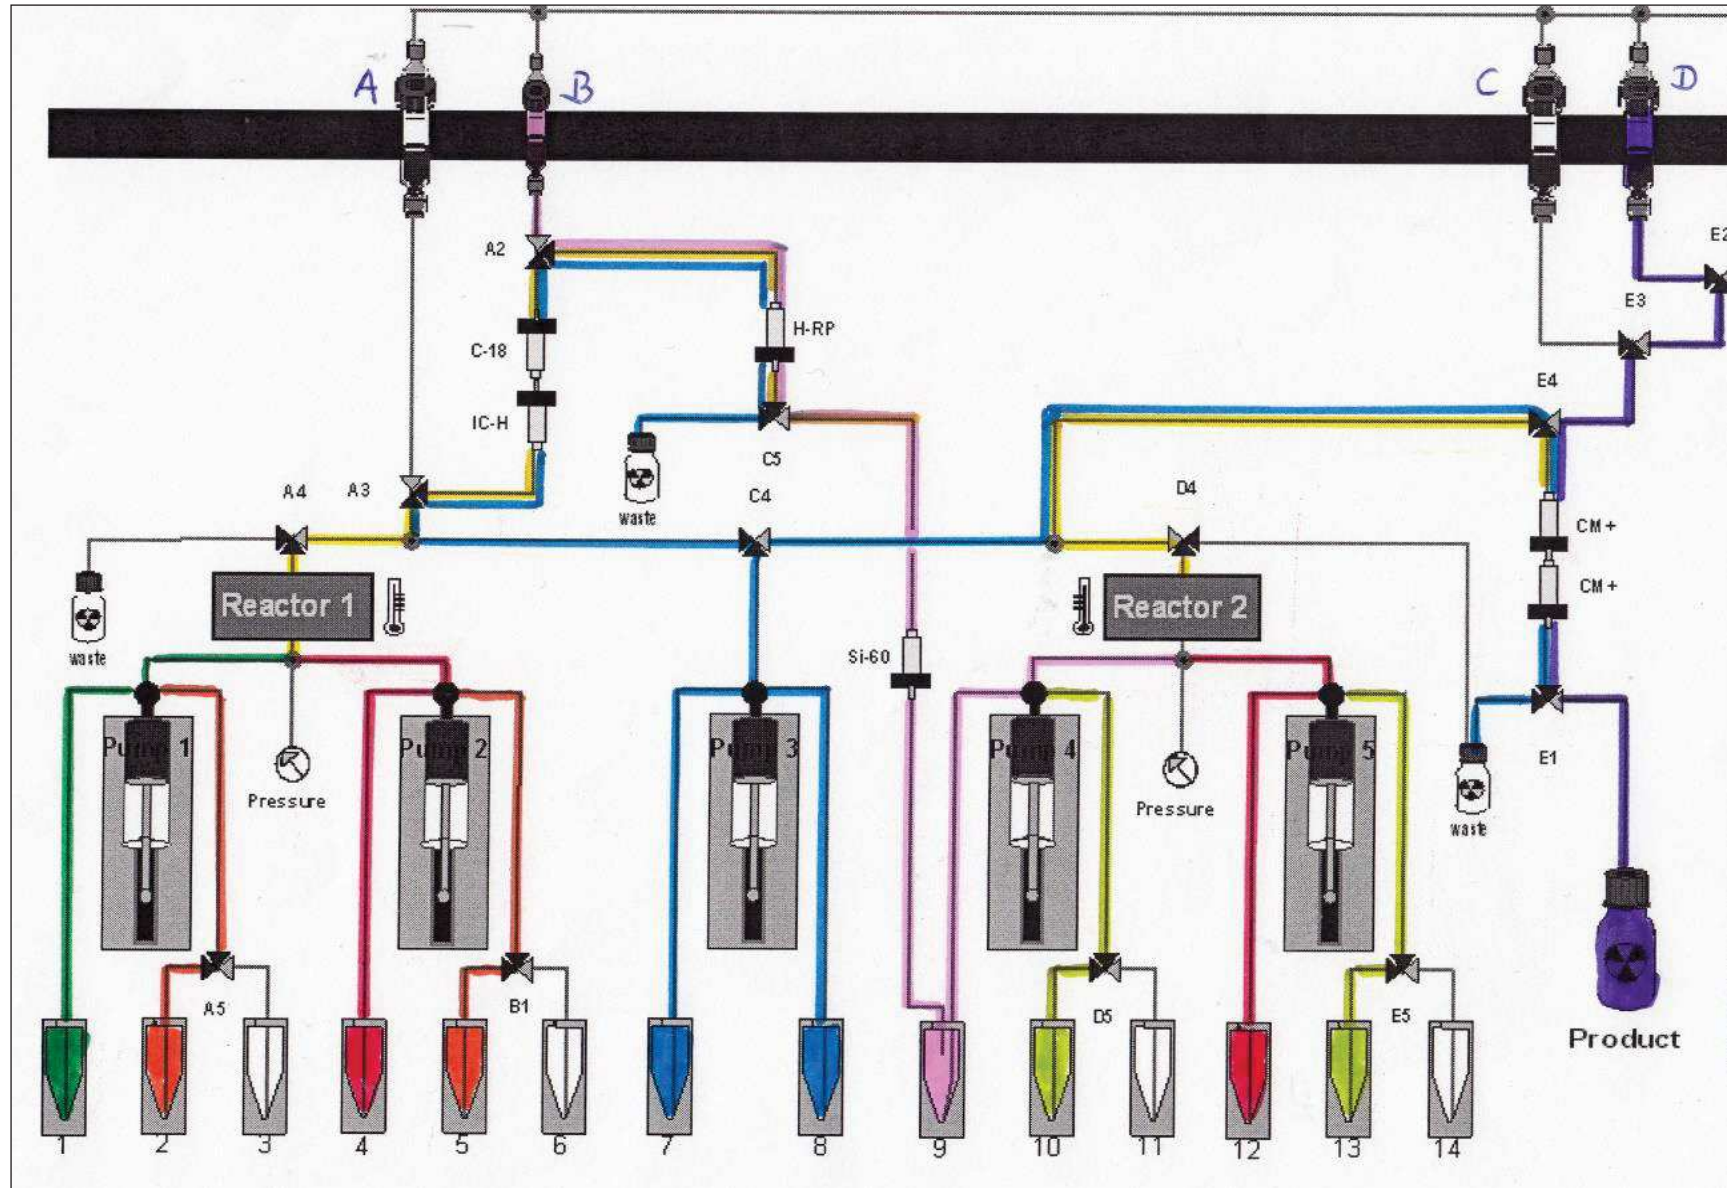 A
B
C
D
A2
E2
E3
C-18
H-RP
E4
IC-H
C5
A4
A3
waste
C4
D4
CM +
Reactor 1
Reactor 2
CM +
waste
Si-60
Pump 1
Pump 2
Pump 3
Pump 4
Pump 5
E1
Pressure
Pressure
waste
A5
B1
D5
E5
Product
1
2
3
4
5
6
7
8
9
10
11
12
13
14